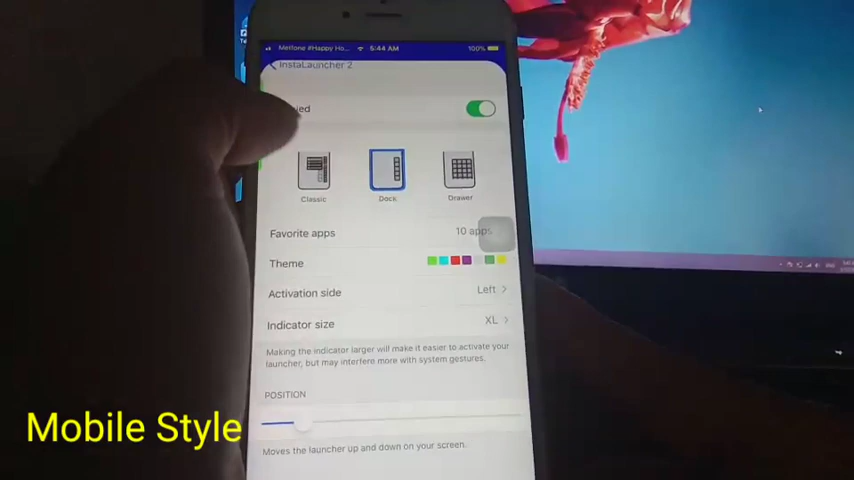 Metfone #Happy Ho... 5:44 AM 100%
InstaLauncher 2
Classic Dock Drawer
Favorite apps 10 apps
Theme
Activation side Left
Indicator size XL
Making the indicator larger will make it easier to activate your
launcher, but may interfere more with system gestures.
POSITION
Moves the launcher up and down on your screen.
Mobile Style